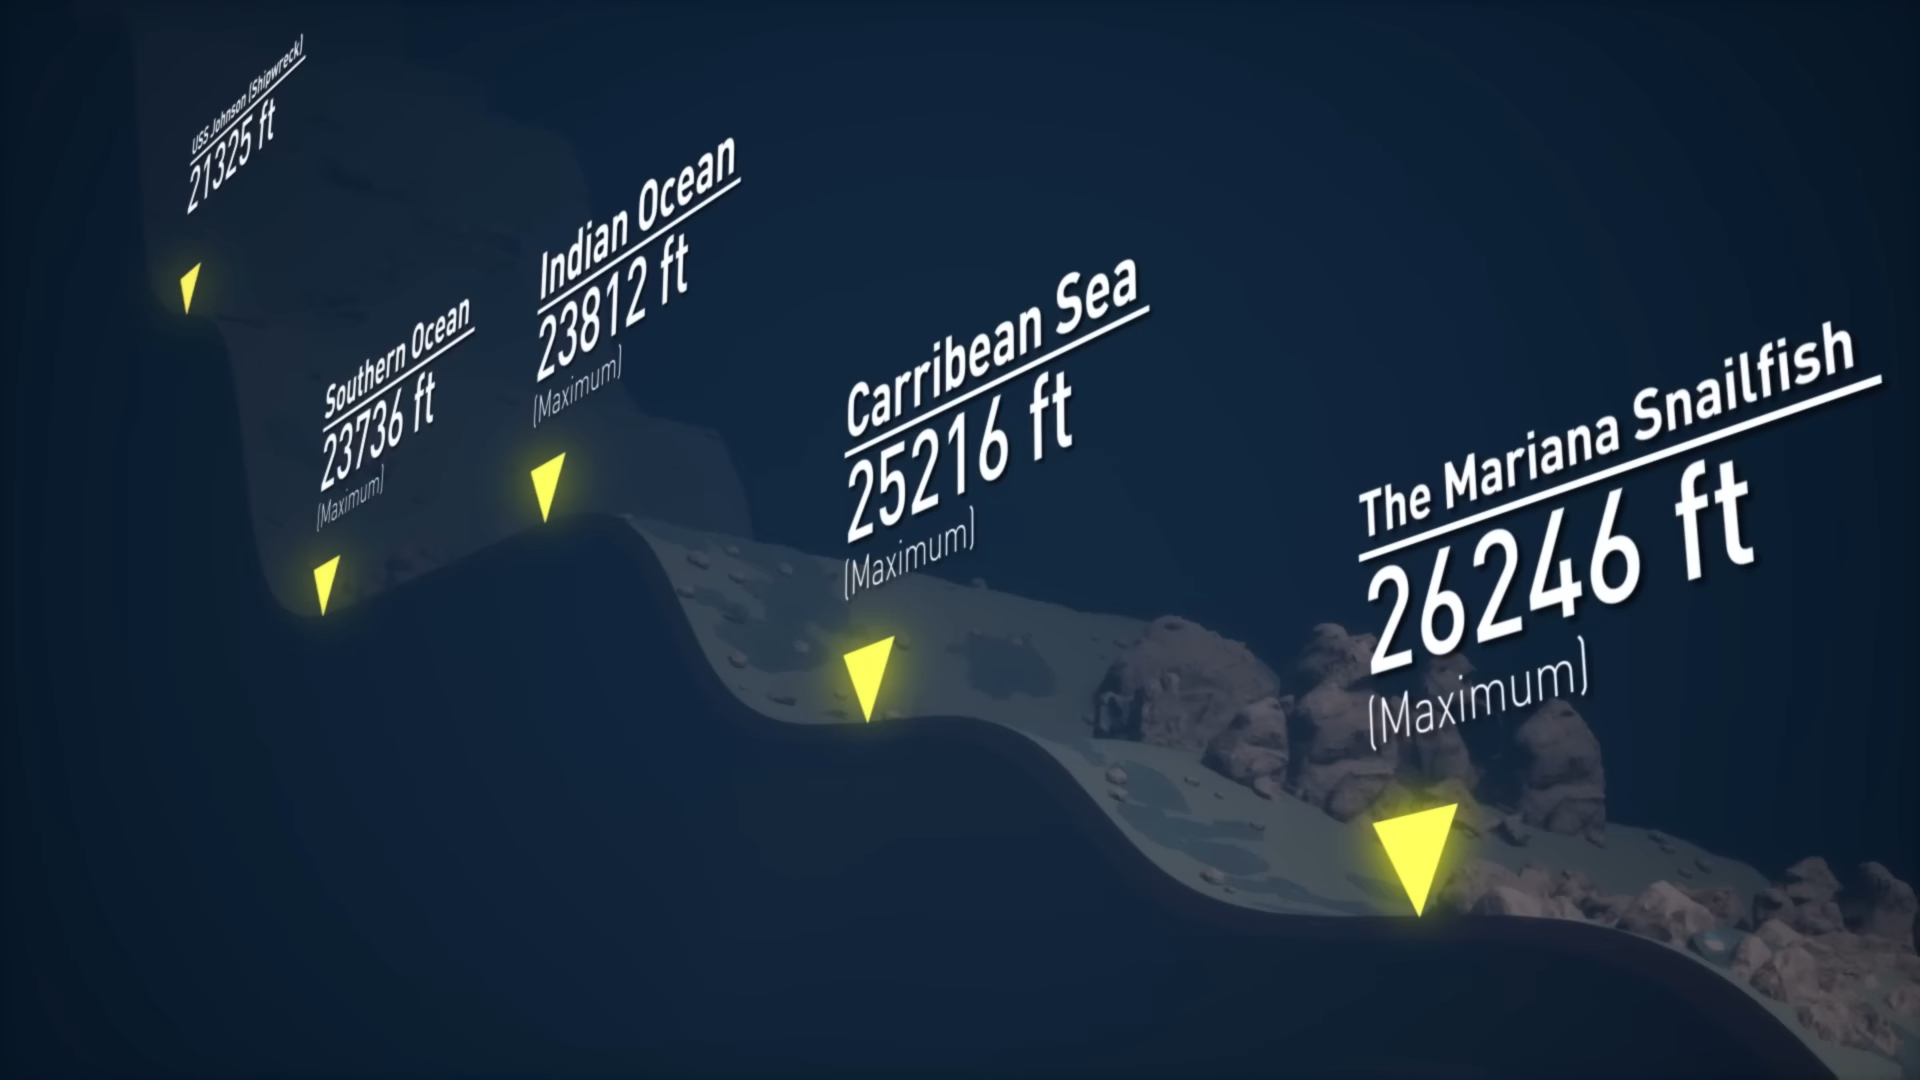 USS Johnson (Shipwreck)
21325 ft
Southern Ocean
23736 ft
(Maximum)
Indian Ocean
23812 ft
(Maximum)
Carribean Sea
25216 ft
(Maximum)
The Mariana Snailfish
26246 ft
(Maximum)